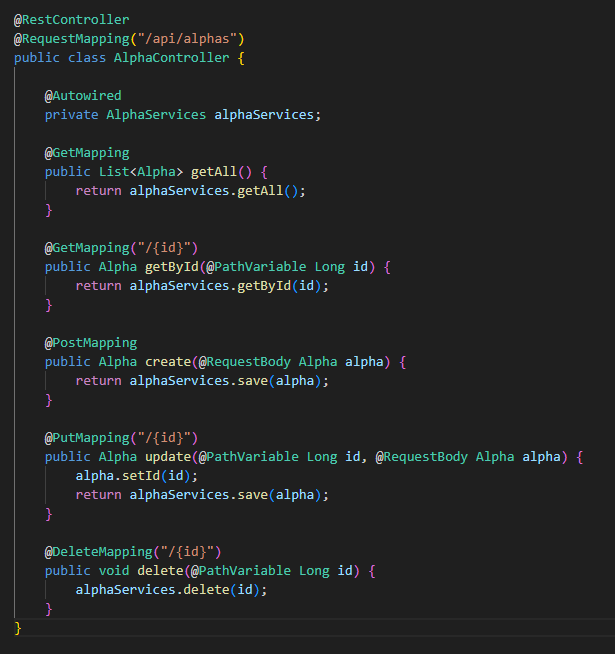 @RestController
@RequestMapping("/api/alphas")
public class AlphaController {
    @Autowired
    private AlphaServices alphaServices;
    @GetMapping
    public List<Alpha> getAll() {
        return alphaServices.getAll();
    }
    @GetMapping("/{id}")
    public Alpha getById(@PathVariable Long id) {
        return alphaServices.getById(id);
    }
    @PostMapping
    public Alpha create(@RequestBody Alpha alpha) {
        return alphaServices.save(alpha);
    }
    @PutMapping("/{id}")
    public Alpha update(@PathVariable Long id, @RequestBody Alpha alpha) {
        alpha.setId(id);
        return alphaServices.save(alpha);
    }
    @DeleteMapping("/{id}")
    public void delete(@PathVariable Long id) {
        alphaServices.delete(id);
    }
}